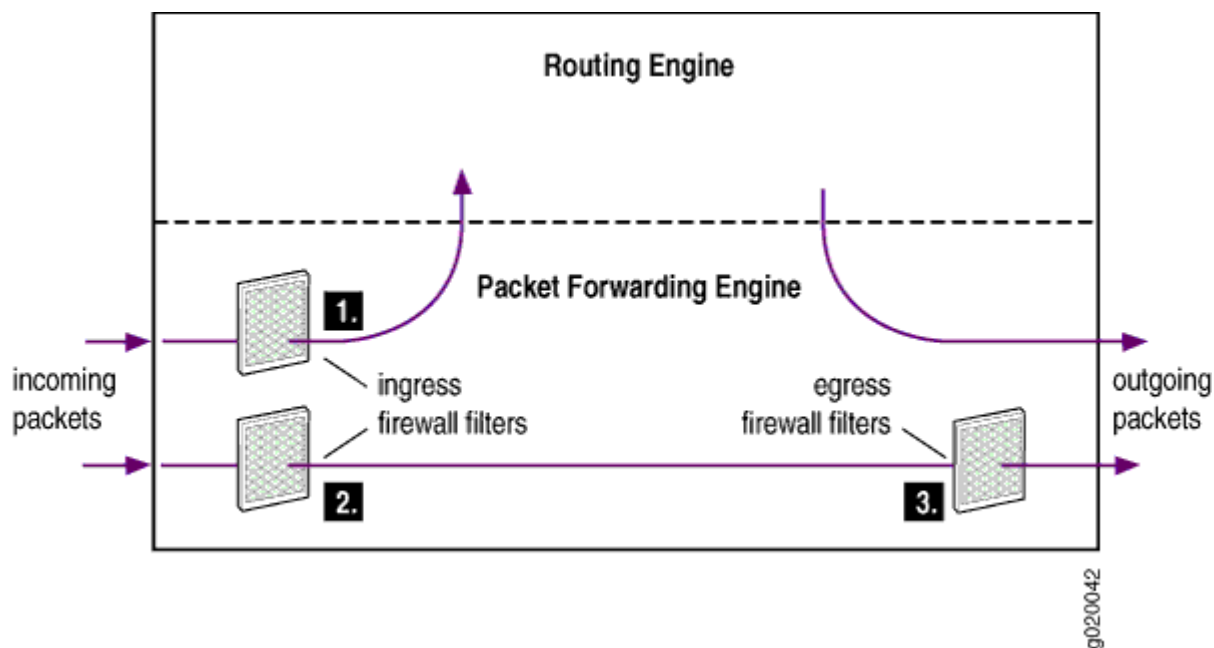 Routing Engine
Packet Forwarding Engine
1.
incoming
packets
ingress
firewall filters
egress
firewall filters
outgoing
packets
2.
3.
g020042